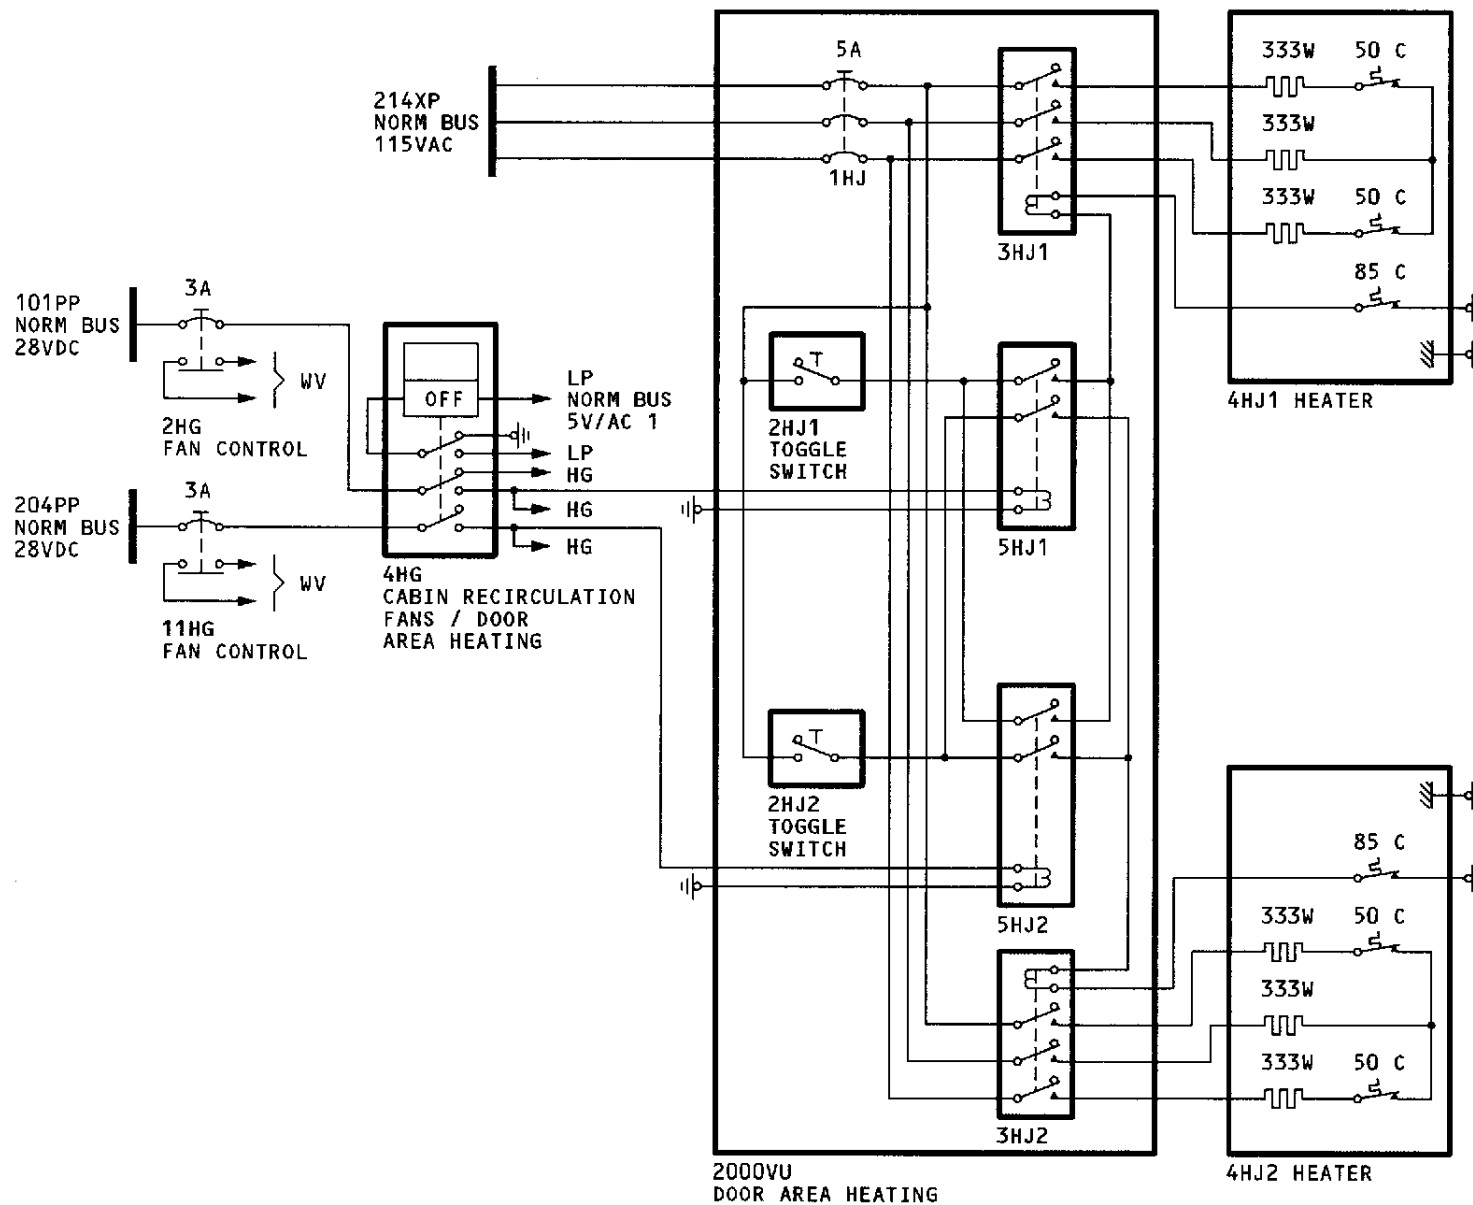 5A
333W
50 C
214XP
NORM BUS
115VAC
333W
1HJ
333W
50 C
3HJ1
85 C
101PP
NORM BUS
28VDC
3A
WV
2HG
FAN CONTROL
OFF
LP
NORM BUS
5V/AC 1
LP
HG
HG
HG
2HJ1
TOGGLE
SWITCH
4HJ1 HEATER
204PP
NORM BUS
28VDC
3A
WV
11HG
FAN CONTROL
4HG
CABIN RECIRCULATION
FANS / DOOR
AREA HEATING
5HJ1
2HJ2
TOGGLE
SWITCH
5HJ2
85 C
333W
50 C
333W
333W
50 C
3HJ2
2000VU
DOOR AREA HEATING
4HJ2 HEATER